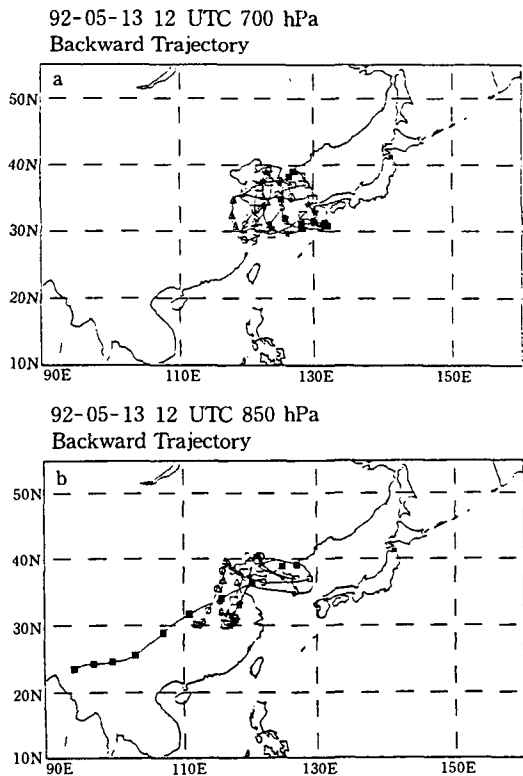 92-05-13 12 UTC 700 hPa
Backward Trajectory
a
50N
40N
30N
20N
10N
90E 110E 130E 150E
92-05-13 12 UTC 850 hPa
Backward Trajectory
b
50N
40N
30N
20N
10N
90E 110E 130E 150E